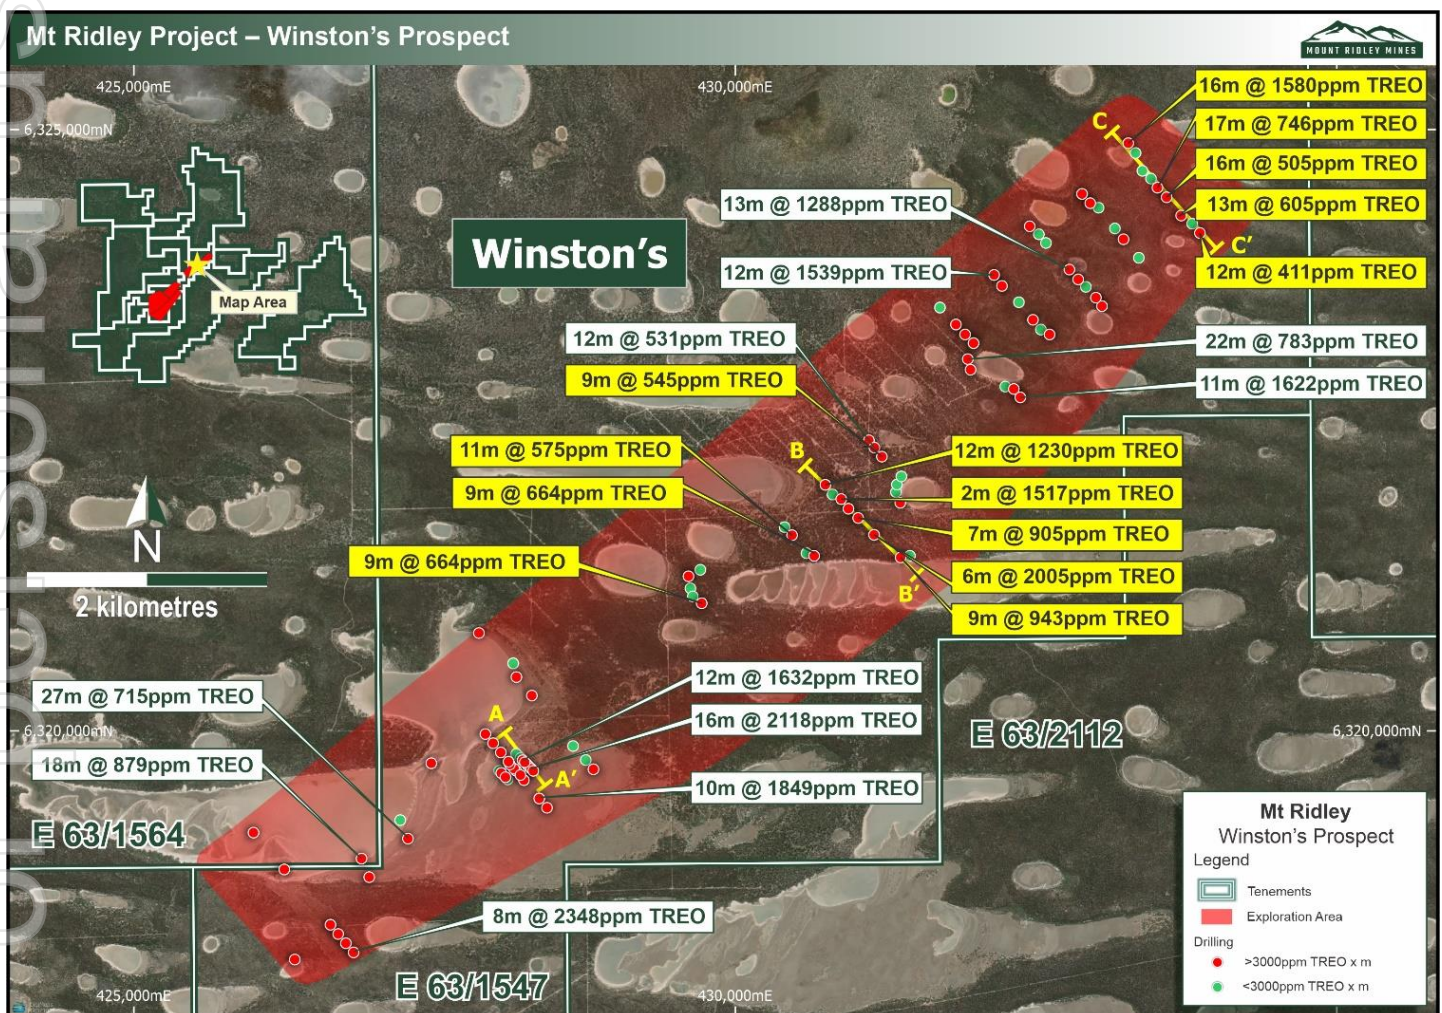 Mt Ridley Project – Winston's Prospect
MOUNT RIDLEY MINES
425,000mE
430,000mE
6,325,000mN
C
16m @ 1580ppm TREO
17m @ 746ppm TREO
16m @ 505ppm TREO
13m @ 605ppm TREO
C'
12m @ 411ppm TREO
13m @ 1288ppm TREO
Winston's
12m @ 1539ppm TREO
Map Area
12m @ 531ppm TREO
22m @ 783ppm TREO
9m @ 545ppm TREO
11m @ 1622ppm TREO
11m @ 575ppm TREO
B
12m @ 1230ppm TREO
9m @ 664ppm TREO
2m @ 1517ppm TREO
7m @ 905ppm TREO
N
9m @ 664ppm TREO
6m @ 2005ppm TREO
B'
2 kilometres
9m @ 943ppm TREO
27m @ 715ppm TREO
12m @ 1632ppm TREO
A
16m @ 2118ppm TREO
E 63/2112
6,320,000mN
18m @ 879ppm TREO
A'
10m @ 1849ppm TREO
E 63/1564
8m @ 2348ppm TREO
E 63/1547
425,000mE
430,000mE
Mt Ridley
Winston's Prospect
Legend
Tenements
Exploration Area
Drilling
>3000ppm TREO x m
<3000ppm TREO x m